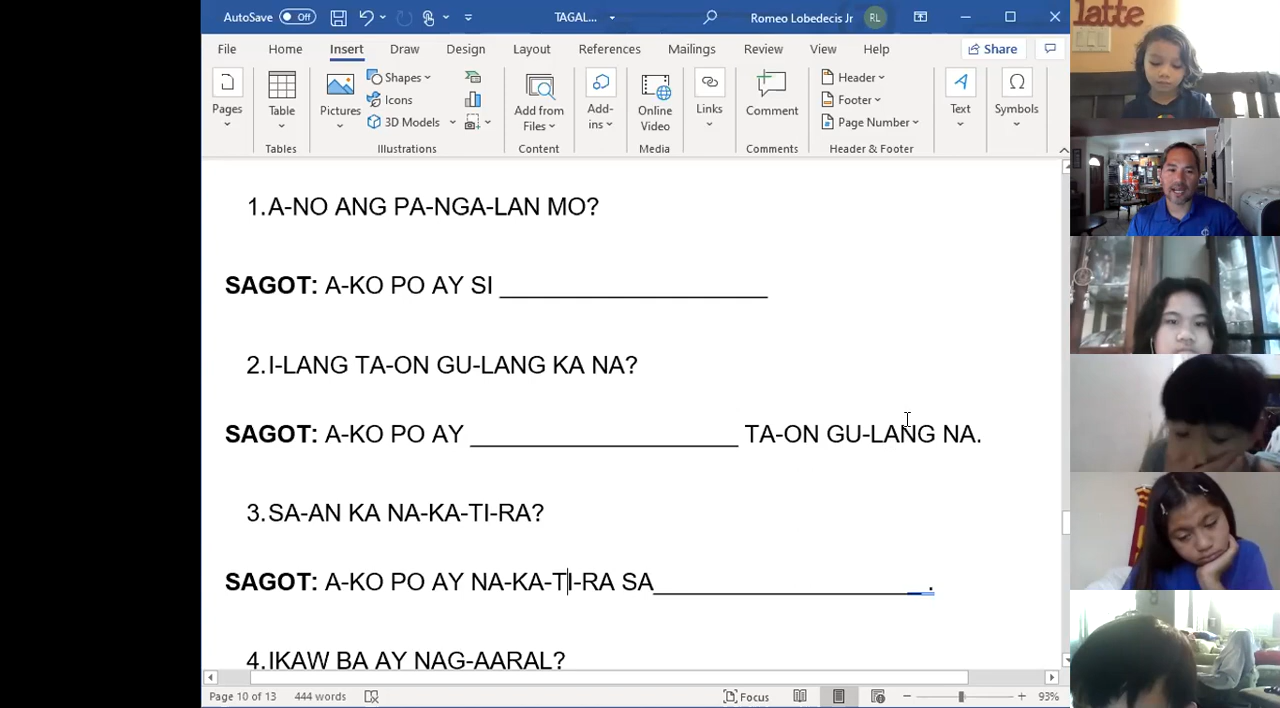 AutoSave Off TAGAL... Romeo Lobedecis Jr RL
File Home Insert Draw Design Layout References Mailings Review View Help Share
Pages Table Pictures Shapes Icons 3D Models Add from Files Add-ins Online Video Links Comment Header Footer Page Number Text Symbols
Tables Illustrations Content Media Comments Header & Footer
1. A-NO ANG PA-NGA-LAN MO?
SAGOT: A-KO PO AY SI ____________________
2. I-LANG TA-ON GU-LANG KA NA?
SAGOT: A-KO PO AY ____________________ TA-ON GU-LANG NA.
3. SA-AN KA NA-KA-TI-RA?
SAGOT: A-KO PO AY NA-KA-TI-RA SA____________________.
4. IKAW BA AY NAG-AARAL?
Page 10 of 13 444 words Focus 93%
latte